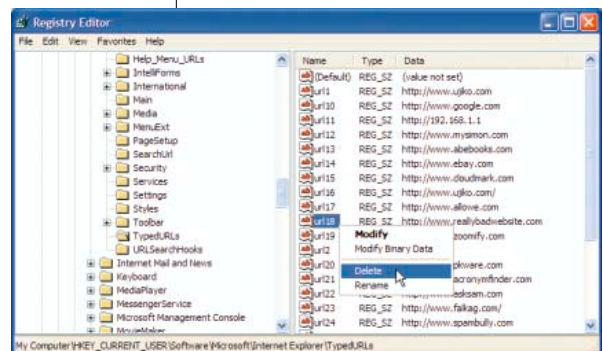 Registry Editor
File Edit View Favorites Help
Help_Menu_URLs
IntelliForms
International
Main
Media
MenuExt
PageSetup
SearchUrl
Security
Services
Settings
Styles
Toolbar
TypedURLs
URLSearchHooks
Internet Mail and News
Keyboard
MediaPlayer
MessengerService
Microsoft Management Console
MovieMaker
Name Type Data
(Default) REG_SZ (value not set)
url1 REG_SZ http://www.ujiko.com
url10 REG_SZ http://www.google.com
url11 REG_SZ http://192.168.1.1
url12 REG_SZ http://www.mysimon.com
url13 REG_SZ http://www.abebooks.com
url14 REG_SZ http://www.ebay.com
url15 REG_SZ http://www.cloudmark.com
url16 REG_SZ http://www.ujiko.com/
url17 REG_SZ http://www.allowe.com
url18 REG_SZ http://www.reallybadwebsite.com
url19 zoomify.com
url2
url20 pkware.com
url21 acronymfinder.com
url22 asksam.com
url23 REG_SZ http://www.falkag.com/
url24 REG_SZ http://www.spambully.com
Modify
Modify Binary Data
Delete
Rename
My Computer\HKEY_CURRENT_USER\Software\Microsoft\Internet Explorer\TypedURLs